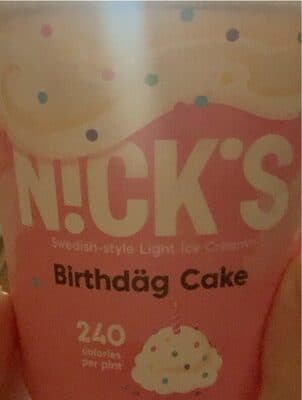 N!CK'S
Swedish-style Light Ice Cream
Birthdäg Cake
240
calories
per pint